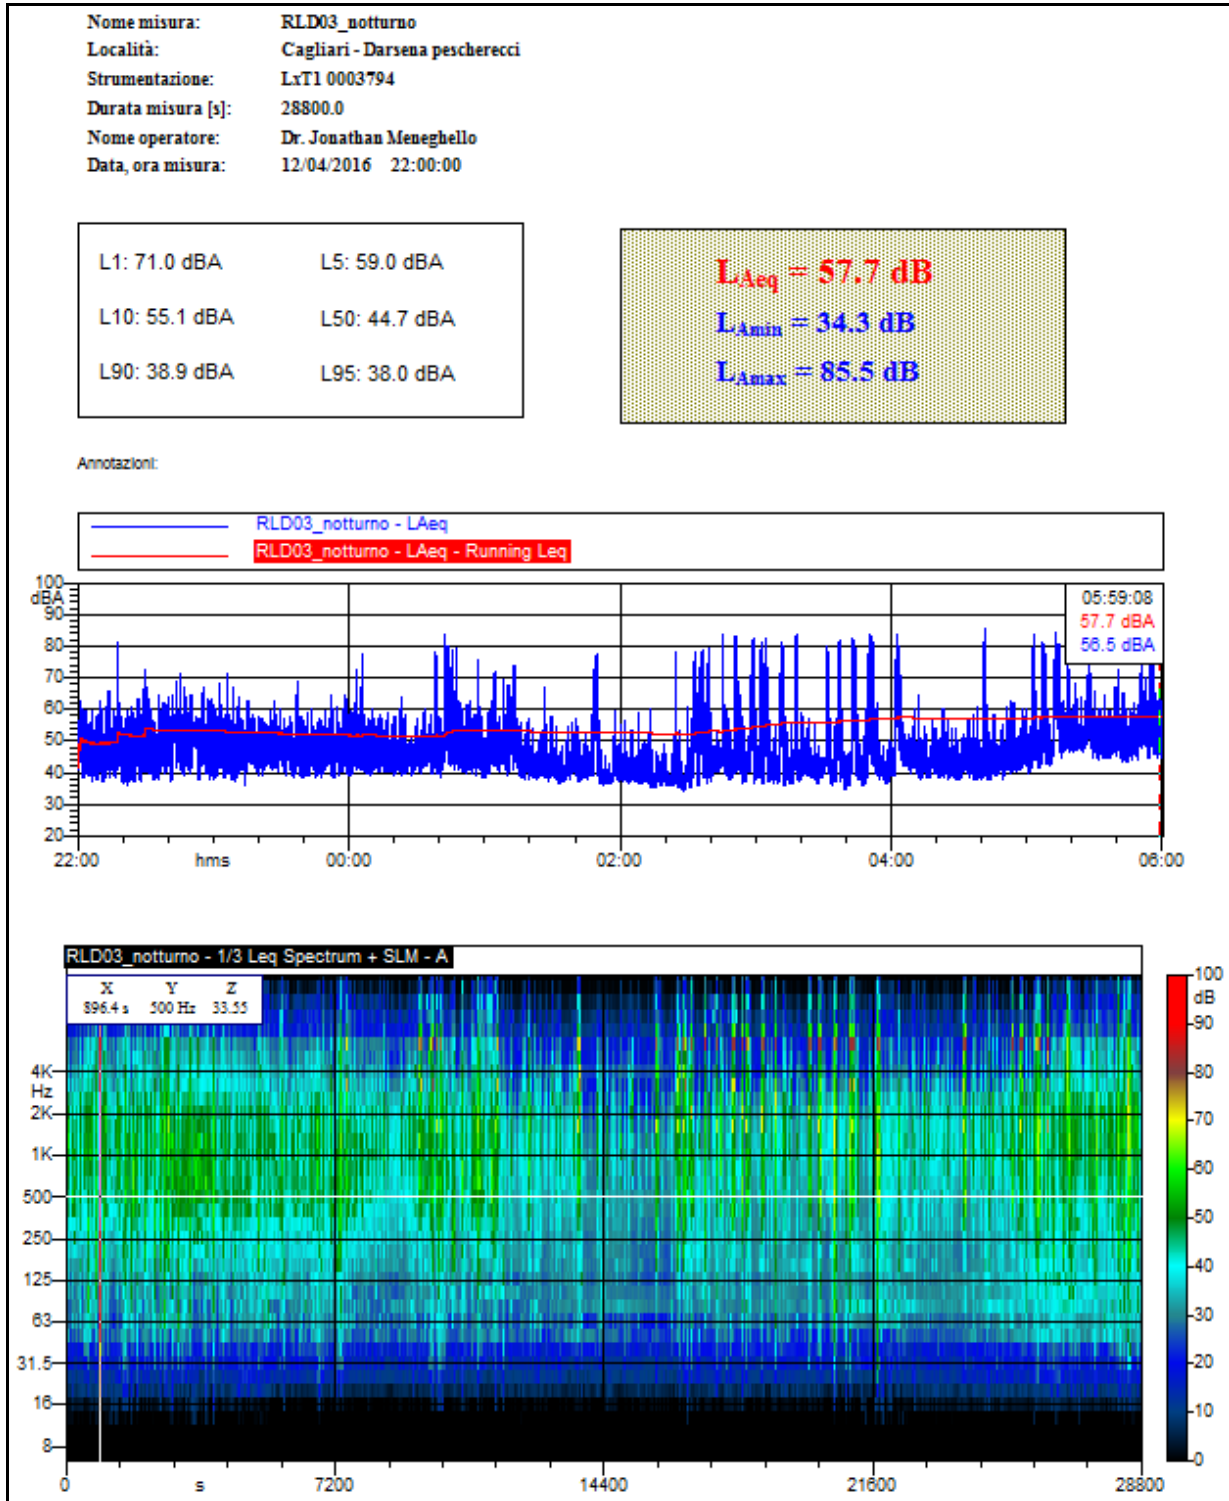 Nome misura: RLD03_notturno
Località: Cagliari - Darsena pescherecci
Strumentazione: LxT1 0003794
Durata misura [s]: 28800.0
Nome operatore: Dr. Jonathan Meneghello
Data, ora misura: 12/04/2016 22:00:00
L1: 71.0 dBA L5: 59.0 dBA
L10: 55.1 dBA L50: 44.7 dBA
L90: 38.9 dBA L95: 38.0 dBA
LAeq = 57.7 dB
LAmin = 34.3 dB
LAmax = 85.5 dB
Annotazioni:
RLD03_notturno - LAeq
RLD03_notturno - LAeq - Running Leq
100
dBA
90
80
70
60
50
40
30
20
05:59:08
57.7 dBA
56.5 dBA
22:00 hms 00:00 02:00 04:00 06:00
RLD03_notturno - 1/3 Leq Spectrum + SLM - A
X Y Z
896.4 s 500 Hz 33.55
4K
Hz
2K
1K
500
250
125
63
31.5
16
8
0 s 7200 14400 21600 28800
100
dB
90
80
70
60
50
40
30
20
10
0